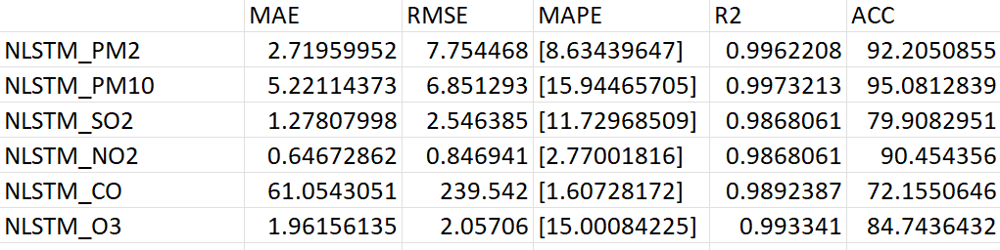 MAE RMSE MAPE R2 ACC
NLSTM_PM2 2.71959952 7.754468 [8.63439647] 0.9962208 92.2050855
NLSTM_PM10 5.22114373 6.851293 [15.94465705] 0.9973213 95.0812839
NLSTM_SO2 1.27807998 2.546385 [11.72968509] 0.9868061 79.9082951
NLSTM_NO2 0.64672862 0.846941 [2.77001816] 0.9868061 90.454356
NLSTM_CO 61.0543051 239.542 [1.60728172] 0.9892387 72.1550646
NLSTM_O3 1.96156135 2.05706 [15.00084225] 0.993341 84.7436432